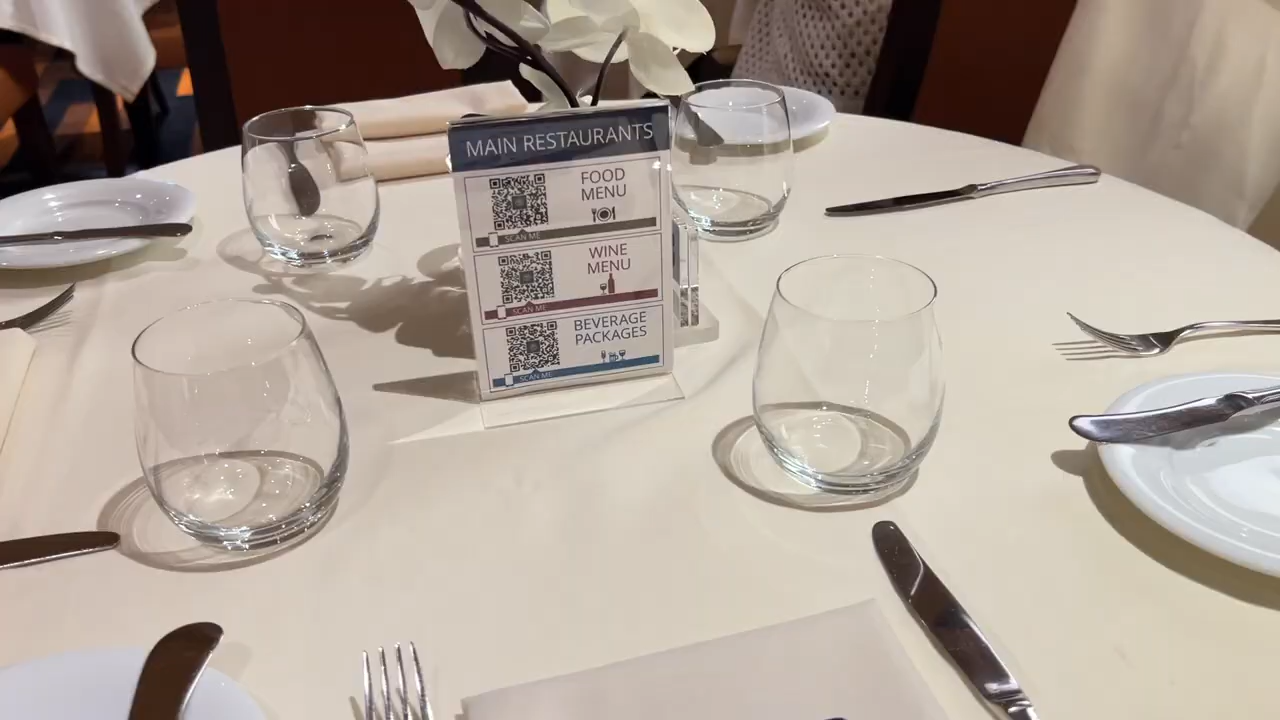 MAIN RESTAURANTS
FOOD
MENU
SCAN ME
WINE
MENU
SCAN ME
BEVERAGE
PACKAGES
SCAN ME